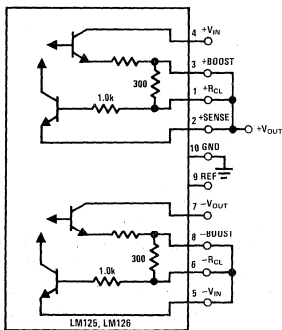 4 +VIN
3 +BOOST
300
1 +RCL
1.0k
2 +SENSE
+VOUT
10 GND
9 REF
7 -VOUT
8 -BOOST
300
6 -RCL
1.0k
5 -VIN
LM125, LM126